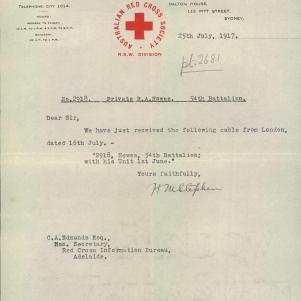 TELEPHONE: CITY 1014.
DALTON HOUSE,
115 PITT STREET,
SYDNEY.
AUSTRALIAN RED CROSS SOCIETY
N.S.W. DIVISION
25th July, 1917.
pt. 2681
No.2918. Private R.A.Howes. 54th Battalion.
Dear Sir,
We have just received the following cable from London,
dated 16th July. -
"2918, Howes, 54th Battalion;
with his Unit 1st June."
Yours faithfully,
C.A.Edmunds Esq.,
Hon. Secretary,
Red Cross Information Bureau,
Adelaide.